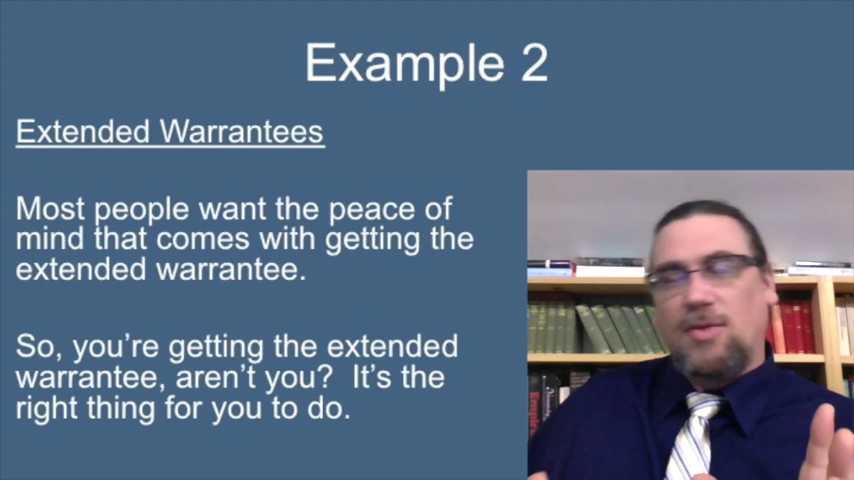 Example 2
Extended Warrantees
Most people want the peace of
mind that comes with getting the
extended warrantee.
So, you're getting the extended
warrantee, aren't you? It's the
right thing for you to do.
Empire